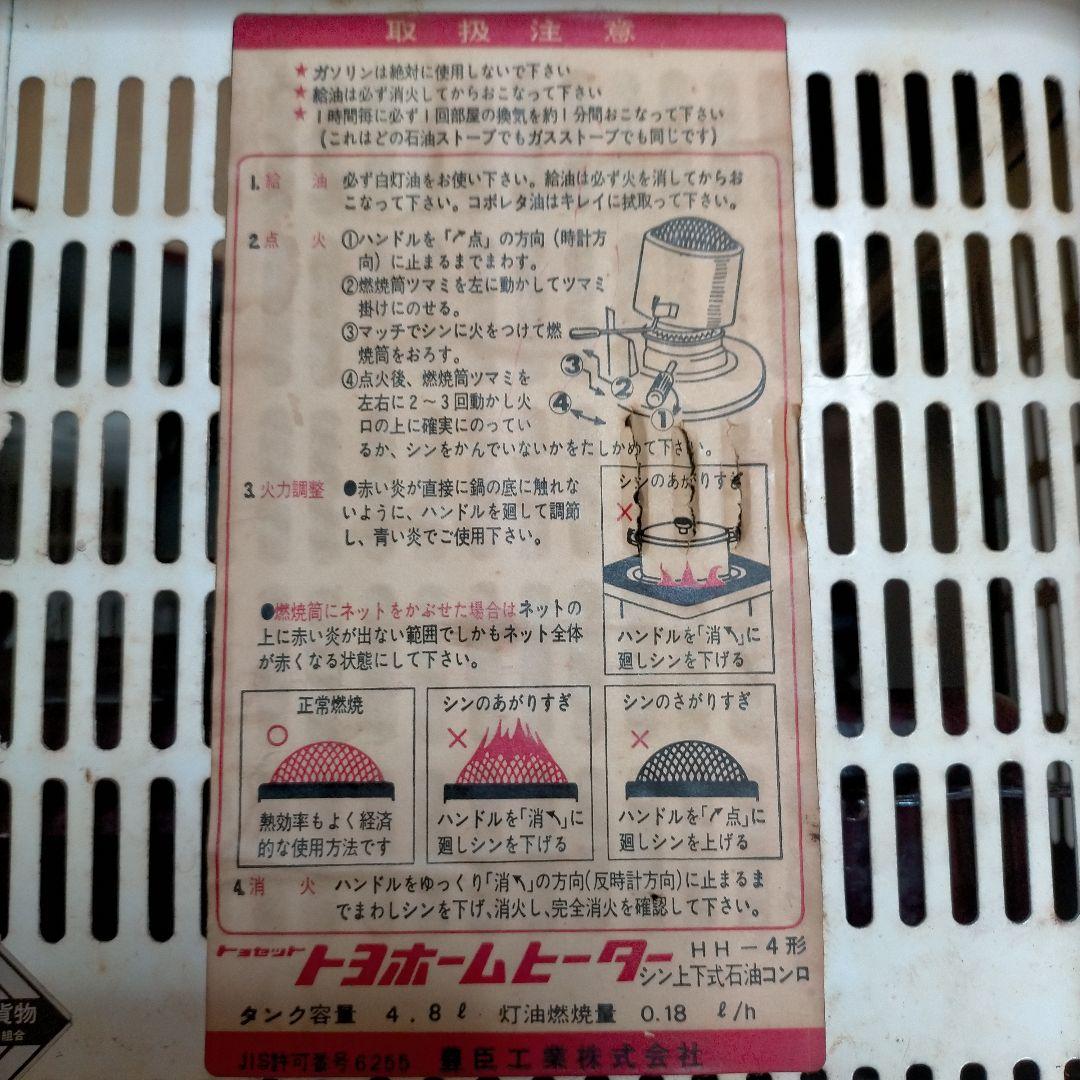 取扱注意
★ガソリンは絶対に使用しないで下さい
★給油は必ず消火してからおこなって下さい
★1時間毎に必ず1回部屋の換気を約1分間おこなって下さい
(これはどの石油ストーブでもガスストーブでも同じです)
1.給油 必ず白灯油をお使い下さい。給油は必ず火を消してからお
こなって下さい。コボレタ油はキレイに拭取って下さい。
2.点火 ①ハンドルを「↗点」の方向(時計方
向)に止まるまでまわす。
②燃焼筒ツマミを左に動かしてツマミ
掛けにのせる。
③マッチでシンに火をつけて燃
焼筒をおろす。
④点火後、燃焼筒ツマミを
左右に2〜3回動かし火
口の上に確実にのってい
るか、シンをかんでいないかをたしかめて下さい。
③
②
④
①
3.火力調整 ●赤い炎が直接に鍋の底に触れな
いように、ハンドルを廻して調節
し、青い炎でご使用下さい。
シンのあがりすぎ
×
ハンドルを「消↖」に
廻しシンを下げる
●燃焼筒にネットをかぶせた場合はネットの
上に赤い炎が出ない範囲でしかもネット全体
が赤くなる状態にして下さい。
正常燃焼
○
熱効率もよく経済
的な使用方法です
シンのあがりすぎ
×
ハンドルを「消↖」に
廻しシンを下げる
シンのさがりすぎ
×
ハンドルを「↗点」に
廻しシンを上げる
4.消火 ハンドルをゆっくり「消↖」の方向(反時計方向)に止まるま
でまわしシンを下げ、消火し、完全消火を確認して下さい。
トヨセット
トヨホームヒーター
HH-4形
シン上下式石油コンロ
タンク容量 4.8ℓ 灯油燃焼量 0.18 ℓ/h
JIS許可番号6255 豊臣工業株式会社
貨物
組合